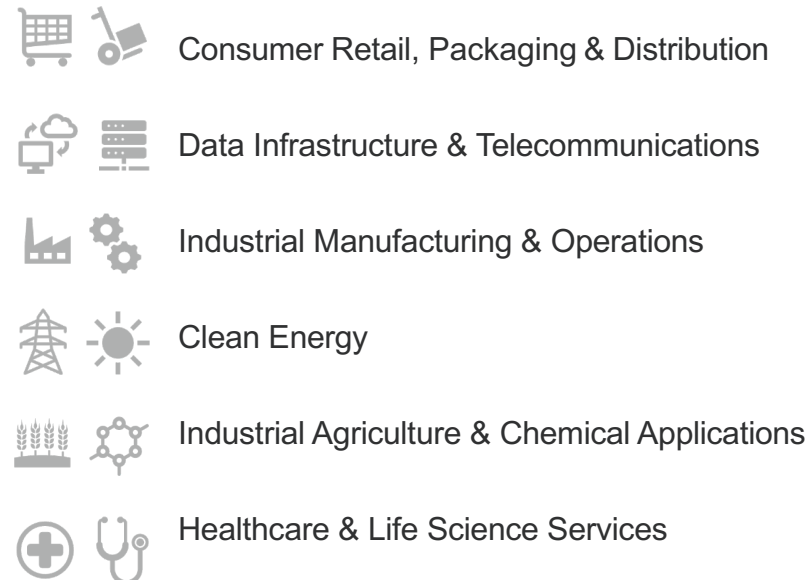 Consumer Retail, Packaging & Distribution
Data Infrastructure & Telecommunications
Industrial Manufacturing & Operations
Clean Energy
Industrial Agriculture & Chemical Applications
Healthcare & Life Science Services